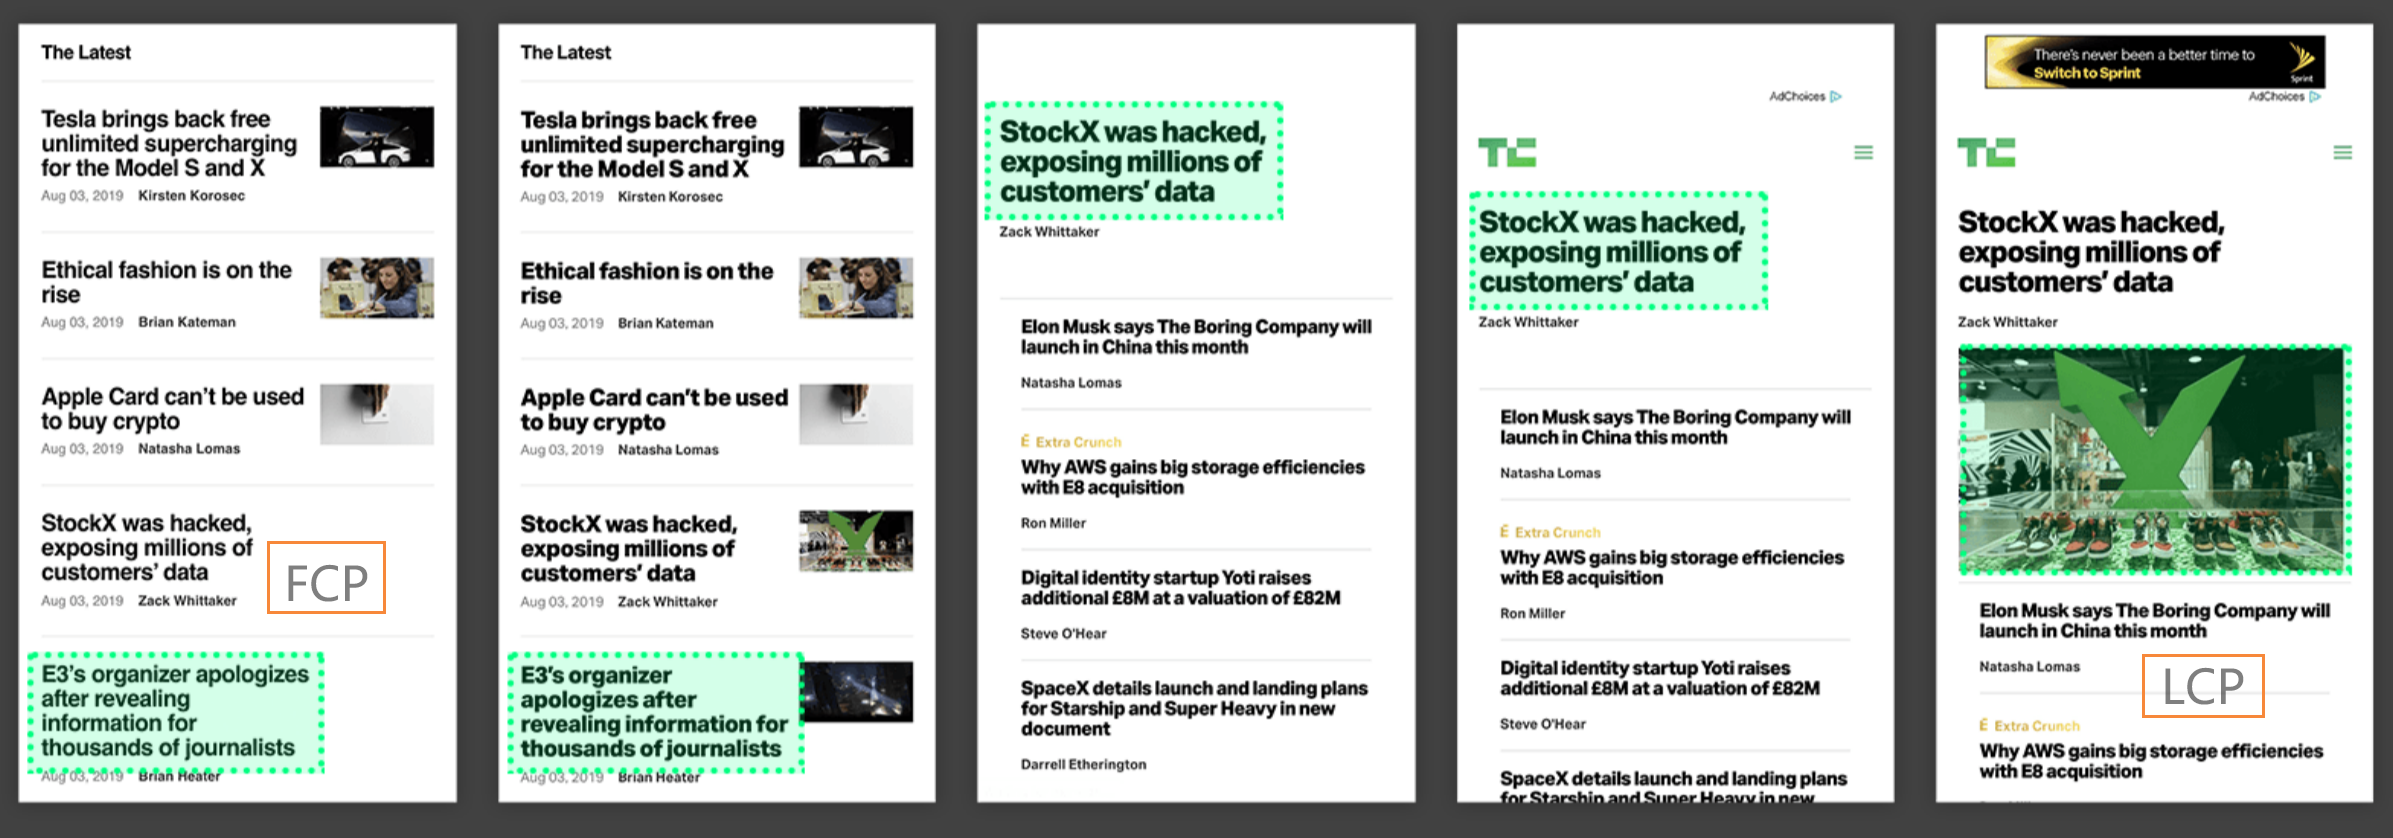 The Latest
Tesla brings back free
unlimited supercharging
for the Model S and X
Aug 03, 2019 Kirsten Korosec
Ethical fashion is on the
rise
Aug 03, 2019 Brian Kateman
Apple Card can't be used
to buy crypto
Aug 03, 2019 Natasha Lomas
StockX was hacked,
exposing millions of
customers' data
Aug 03, 2019 Zack Whittaker
FCP
E3's organizer apologizes
after revealing
information for
thousands of journalists
Aug 03, 2019 Brian Heater
The Latest
Tesla brings back free
unlimited supercharging
for the Model S and X
Aug 03, 2019 Kirsten Korosec
Ethical fashion is on the
rise
Aug 03, 2019 Brian Kateman
Apple Card can't be used
to buy crypto
Aug 03, 2019 Natasha Lomas
StockX was hacked,
exposing millions of
customers' data
Aug 03, 2019 Zack Whittaker
E3's organizer
apologizes after
revealing information for
thousands of journalists
Aug 03, 2019 Brian Heater
StockX was hacked,
exposing millions of
customers' data
Zack Whittaker
Elon Musk says The Boring Company will
launch in China this month
Natasha Lomas
É Extra Crunch
Why AWS gains big storage efficiencies
with E8 acquisition
Ron Miller
Digital identity startup Yoti raises
additional £8M at a valuation of £82M
Steve O'Hear
SpaceX details launch and landing plans
for Starship and Super Heavy in new
document
Darrell Etherington
AdChoices
TC
StockX was hacked,
exposing millions of
customers' data
Zack Whittaker
Elon Musk says The Boring Company will
launch in China this month
Natasha Lomas
É Extra Crunch
Why AWS gains big storage efficiencies
with E8 acquisition
Ron Miller
Digital identity startup Yoti raises
additional £8M at a valuation of £82M
Steve O'Hear
SpaceX details launch and landing plans
for Starship and Super Heavy in new
There's never been a better time to
Switch to Sprint
Sprint
AdChoices
TC
StockX was hacked,
exposing millions of
customers' data
Zack Whittaker
Elon Musk says The Boring Company will
launch in China this month
Natasha Lomas
LCP
É Extra Crunch
Why AWS gains big storage efficiencies
with E8 acquisition